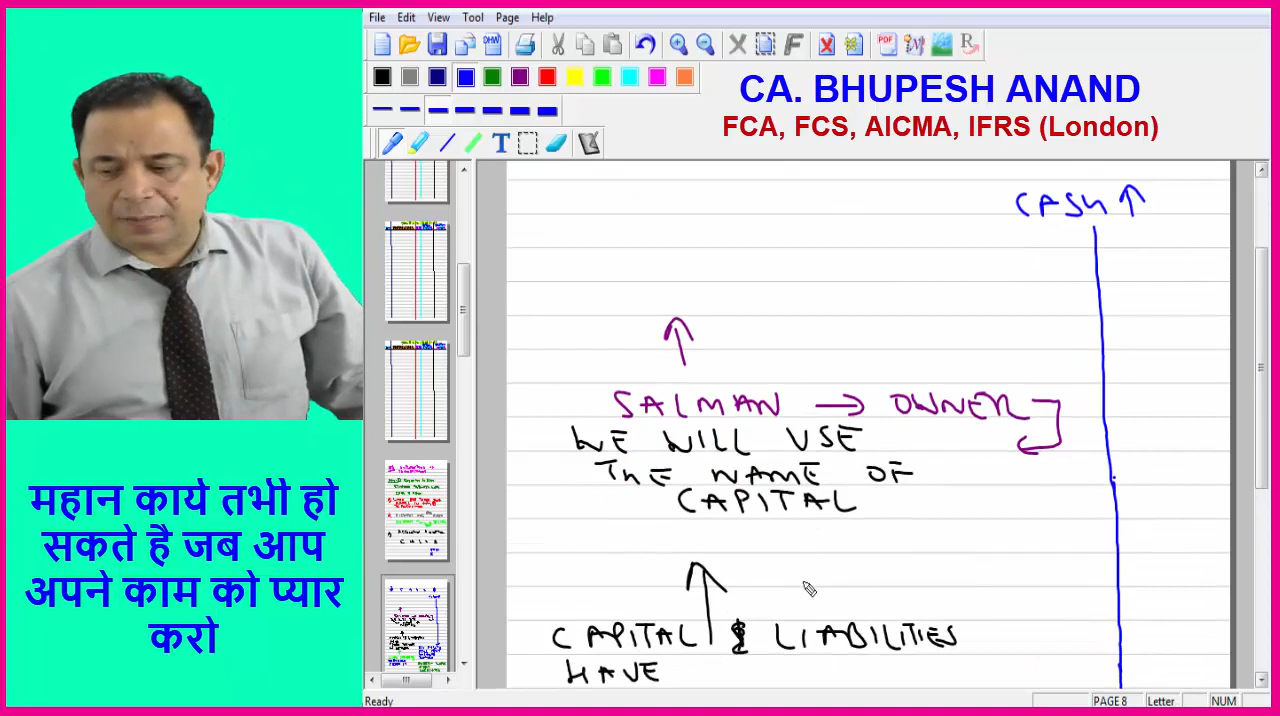 File Edit View Tool Page Help
CA. BHUPESH ANAND
FCA, FCS, AICMA, IFRS (London)
CASH ↑
↑
SALMAN → OWNER
WE WILL USE
THE NAME OF
CAPITAL
CAPITAL & LIABILITIES
HAVE
महान कार्य तभी हो
सकते है जब आप
अपने काम को प्यार
करो
Ready
PAGE 8 Letter NUM